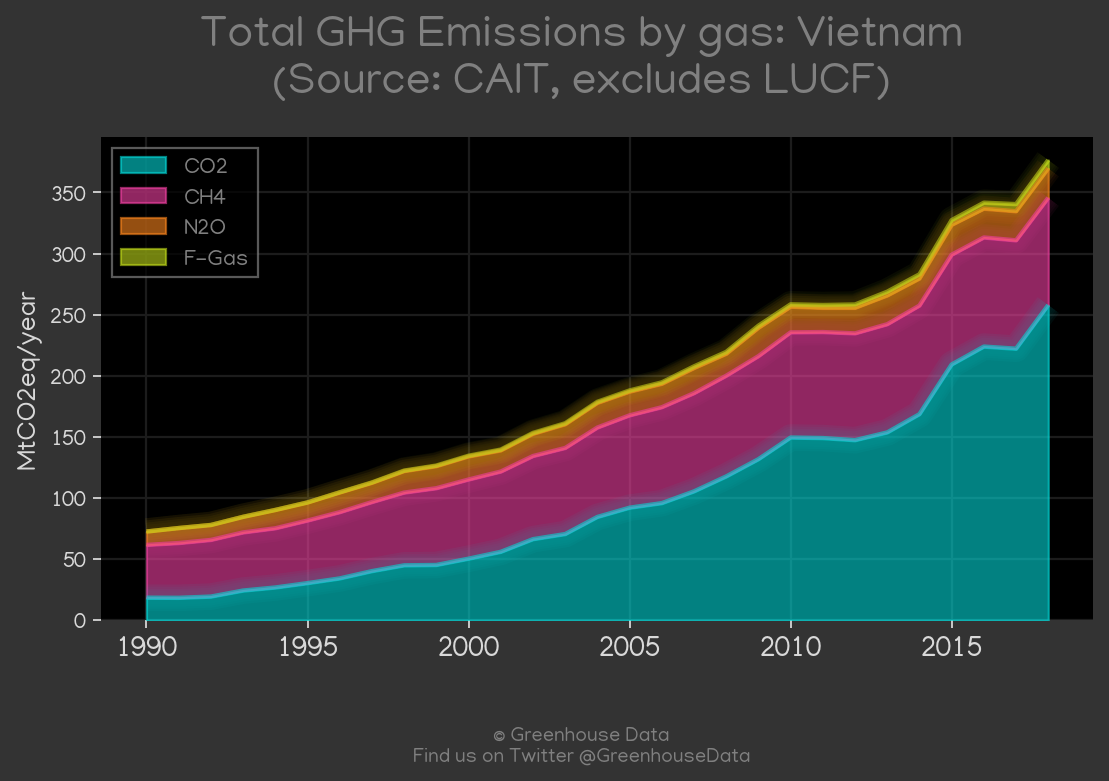 Total GHG Emissions by gas: Vietnam
(Source: CAIT, excludes LUCF)
CO2
CH4
N2O
F-Gas
MtCO2eq/year
350
300
250
200
150
100
50
0
1990 1995 2000 2005 2010 2015
© Greenhouse Data
Find us on Twitter @GreenhouseData